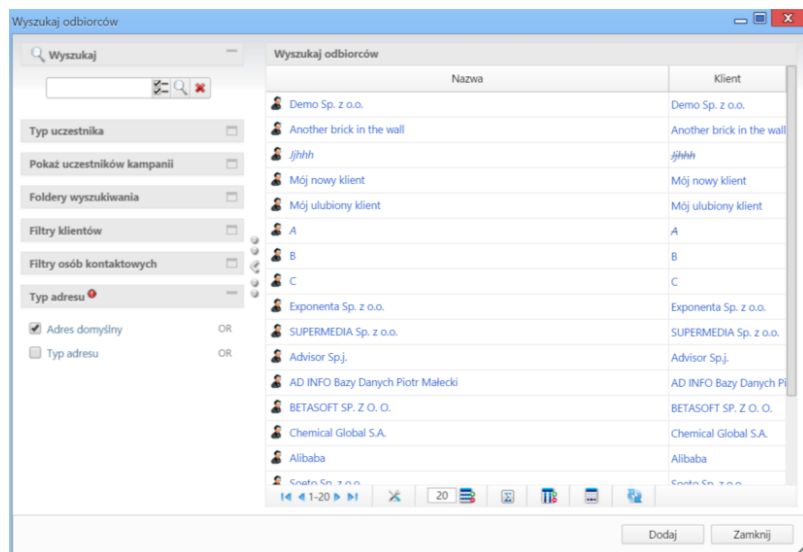 Wyszukaj odbiorców
Wyszukaj
Typ uczestnika
Pokaż uczestników kampanii
Foldery wyszukiwania
Filtry klientów
Filtry osób kontaktowych
Typ adresu
Adres domyślny OR
Typ adresu OR
Wyszukaj odbiorców
Nazwa Klient
Demo Sp. z o.o. Demo Sp. z o.o.
Another brick in the wall Another brick in the wall
Jjhhh Jjhhh
Mój nowy klient Mój nowy klient
Mój ulubiony klient Mój ulubiony klient
A A
B B
C C
Exponenta Sp. z o.o. Exponenta Sp. z o.o.
SUPERMEDIA Sp. z o.o. SUPERMEDIA Sp. z o.o.
Advisor Sp.j. Advisor Sp.j.
AD INFO Bazy Danych Piotr Małecki AD INFO Bazy Danych Pi
BETASOFT SP. Z O. O. BETASOFT SP. Z O. O.
Chemical Global S.A. Chemical Global S.A.
Alibaba Alibaba
Sp. z o.o. Sp. z o.o.
1-20 20
Dodaj Zamknij